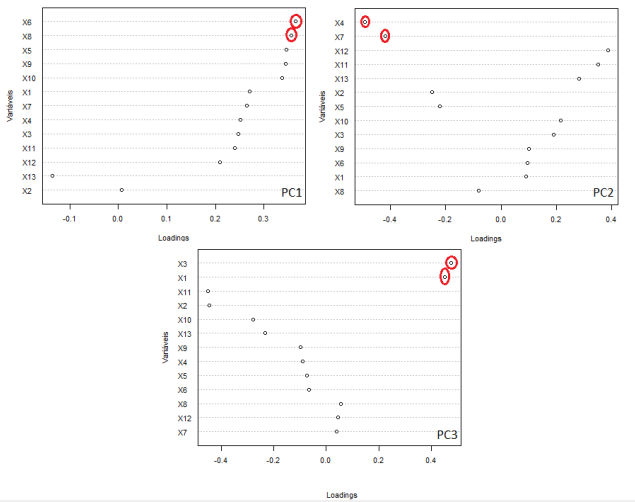 X6
X8
X5
X9
X10
X1
X7
X4
X3
X11
X12
X13
X2
Variáveis
PC1
-0.1 0.0 0.1 0.2 0.3
Loadings
X4
X7
X12
X11
X13
X2
X5
X10
X3
X9
X6
X1
X8
Variáveis
PC2
-0.4 -0.2 0.0 0.2 0.4
Loadings
X3
X1
X11
X2
X10
X13
X9
X4
X5
X6
X8
X12
X7
Variáveis
PC3
-0.4 -0.2 0.0 0.2 0.4
Loadings